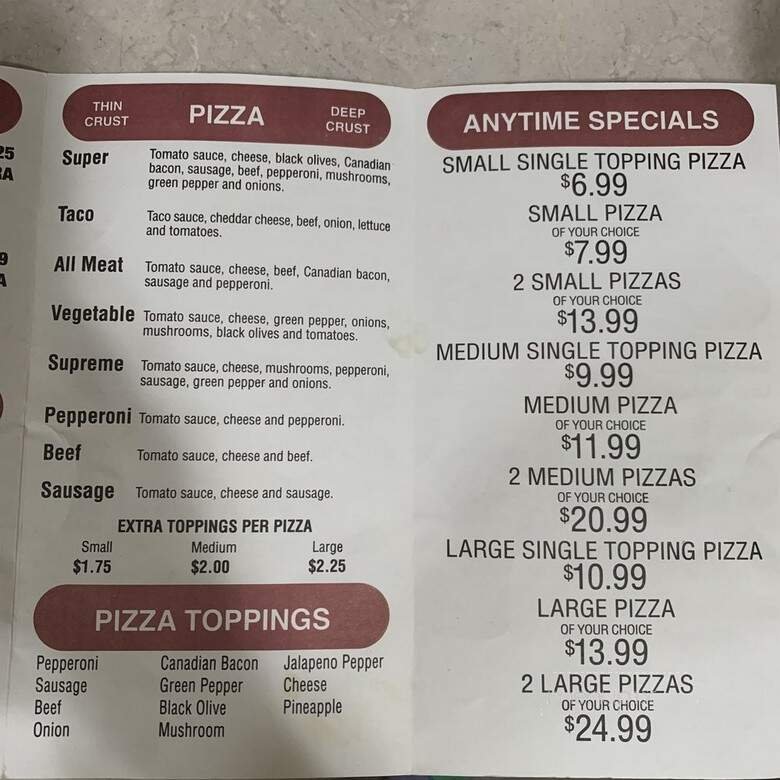 25
RA
9
A
THIN
CRUST
PIZZA
DEEP
CRUST
Super
Tomato sauce, cheese, black olives, Canadian
bacon, sausage, beef, pepperoni, mushrooms,
green pepper and onions.
Taco
Taco sauce, cheddar cheese, beef, onion, lettuce
and tomatoes.
All Meat
Tomato sauce, cheese, beef, Canadian bacon,
sausage and pepperoni.
Vegetable
Tomato sauce, cheese, green pepper, onions,
mushrooms, black olives and tomatoes.
Supreme
Tomato sauce, cheese, mushrooms, pepperoni,
sausage, green pepper and onions.
Pepperoni Tomato sauce, cheese and pepperoni.
Beef Tomato sauce, cheese and beef.
Sausage Tomato sauce, cheese and sausage.
EXTRA TOPPINGS PER PIZZA
Small Medium Large
$1.75 $2.00 $2.25
PIZZA TOPPINGS
Pepperoni Canadian Bacon Jalapeno Pepper
Sausage Green Pepper Cheese
Beef Black Olive Pineapple
Onion Mushroom
ANYTIME SPECIALS
SMALL SINGLE TOPPING PIZZA
$6.99
SMALL PIZZA
OF YOUR CHOICE
$7.99
2 SMALL PIZZAS
OF YOUR CHOICE
$13.99
MEDIUM SINGLE TOPPING PIZZA
$9.99
MEDIUM PIZZA
OF YOUR CHOICE
$11.99
2 MEDIUM PIZZAS
OF YOUR CHOICE
$20.99
LARGE SINGLE TOPPING PIZZA
$10.99
LARGE PIZZA
OF YOUR CHOICE
$13.99
2 LARGE PIZZAS
OF YOUR CHOICE
$24.99